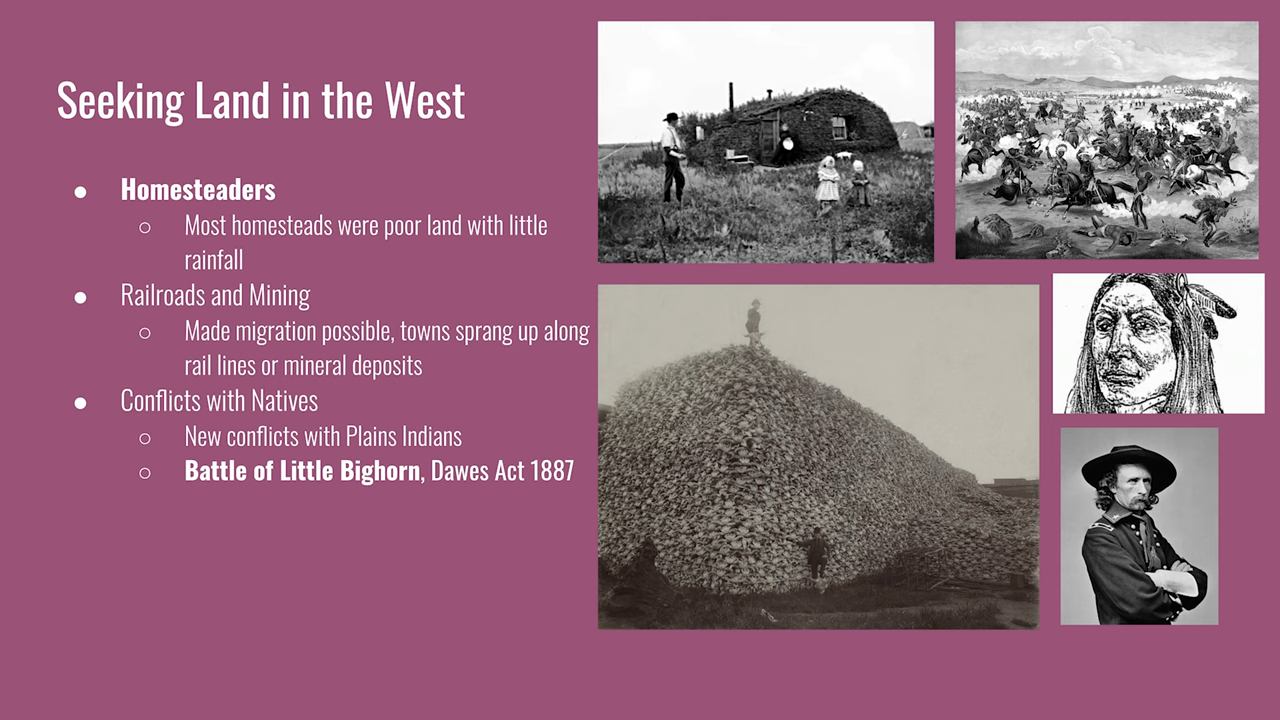 Seeking Land in the West
● Homesteaders
○ Most homesteads were poor land with little
rainfall
● Railroads and Mining
○ Made migration possible, towns sprang up along
rail lines or mineral deposits
● Conflicts with Natives
○ New conflicts with Plains Indians
○ Battle of Little Bighorn, Dawes Act 1887